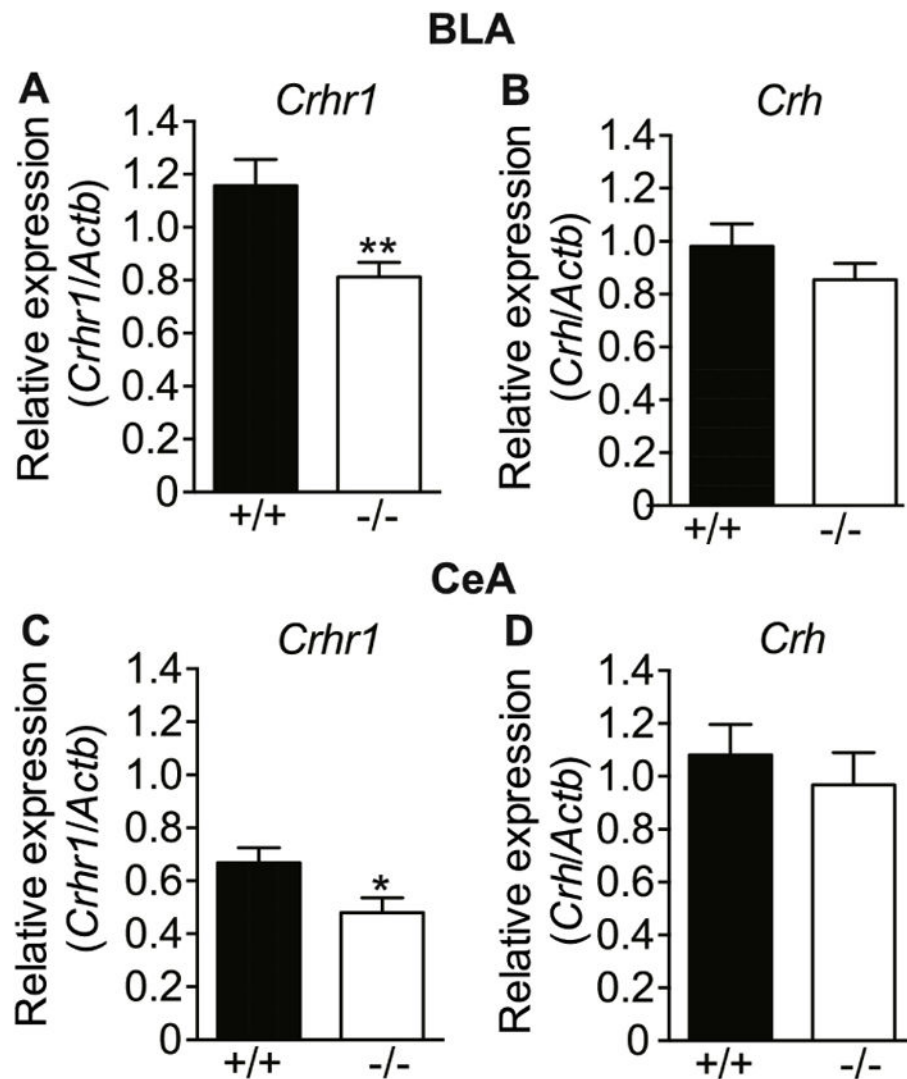 BLA
A
Crhr1
Relative expression
(Crhr1/Actb)
1.4
1.2
1.0
0.8
0.6
0.4
0.2
0
**
+/+
-/-
B
Crh
Relative expression
(Crh/Actb)
1.4
1.2
1.0
0.8
0.6
0.4
0.2
0
+/+
-/-
CeA
C
Crhr1
Relative expression
(Crhr1/Actb)
1.4
1.2
1.0
0.8
0.6
0.4
0.2
0
*
+/+
-/-
D
Crh
Relative expression
(Crh/Actb)
1.4
1.2
1.0
0.8
0.6
0.4
0.2
0
+/+
-/-